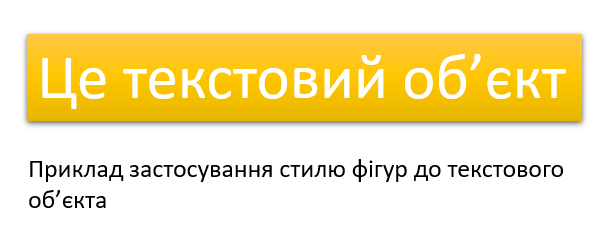 Це текстовий об’єкт
Приклад застосування стилю фігур до текстового
об’єкта